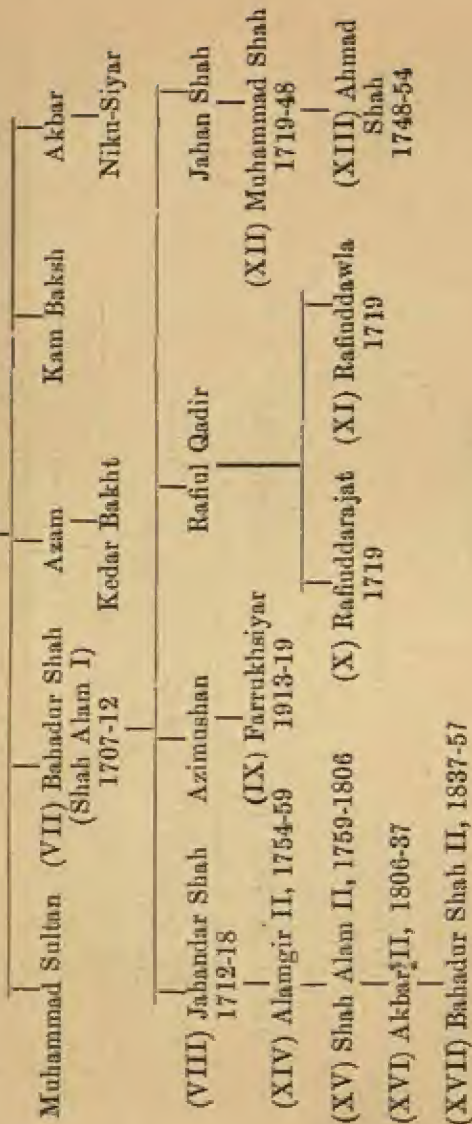 Muhammad Sultan (VII) Bahadur Shah Azam Kam Baksh Akbar
(Shah Alam I)
1707-12
Kedar Bakht Niku-Siyar
(VIII) Jahandar Shah Azimushan Rafiul Qadir Jahan Shah
1712-18
(IX) Farrukhsiyar (XII) Muhammad Shah
1913-19 1719-48
(XIV) Alamgir II, 1754-59
(X) Rafiuddarajat (XI) Rafiuddawla (XIII) Ahmad
1719 1719 Shah
1748-54
(XV) Shah Alam II, 1759-1806
(XVI) Akbar II, 1806-37
(XVII) Bahadur Shah II, 1837-57